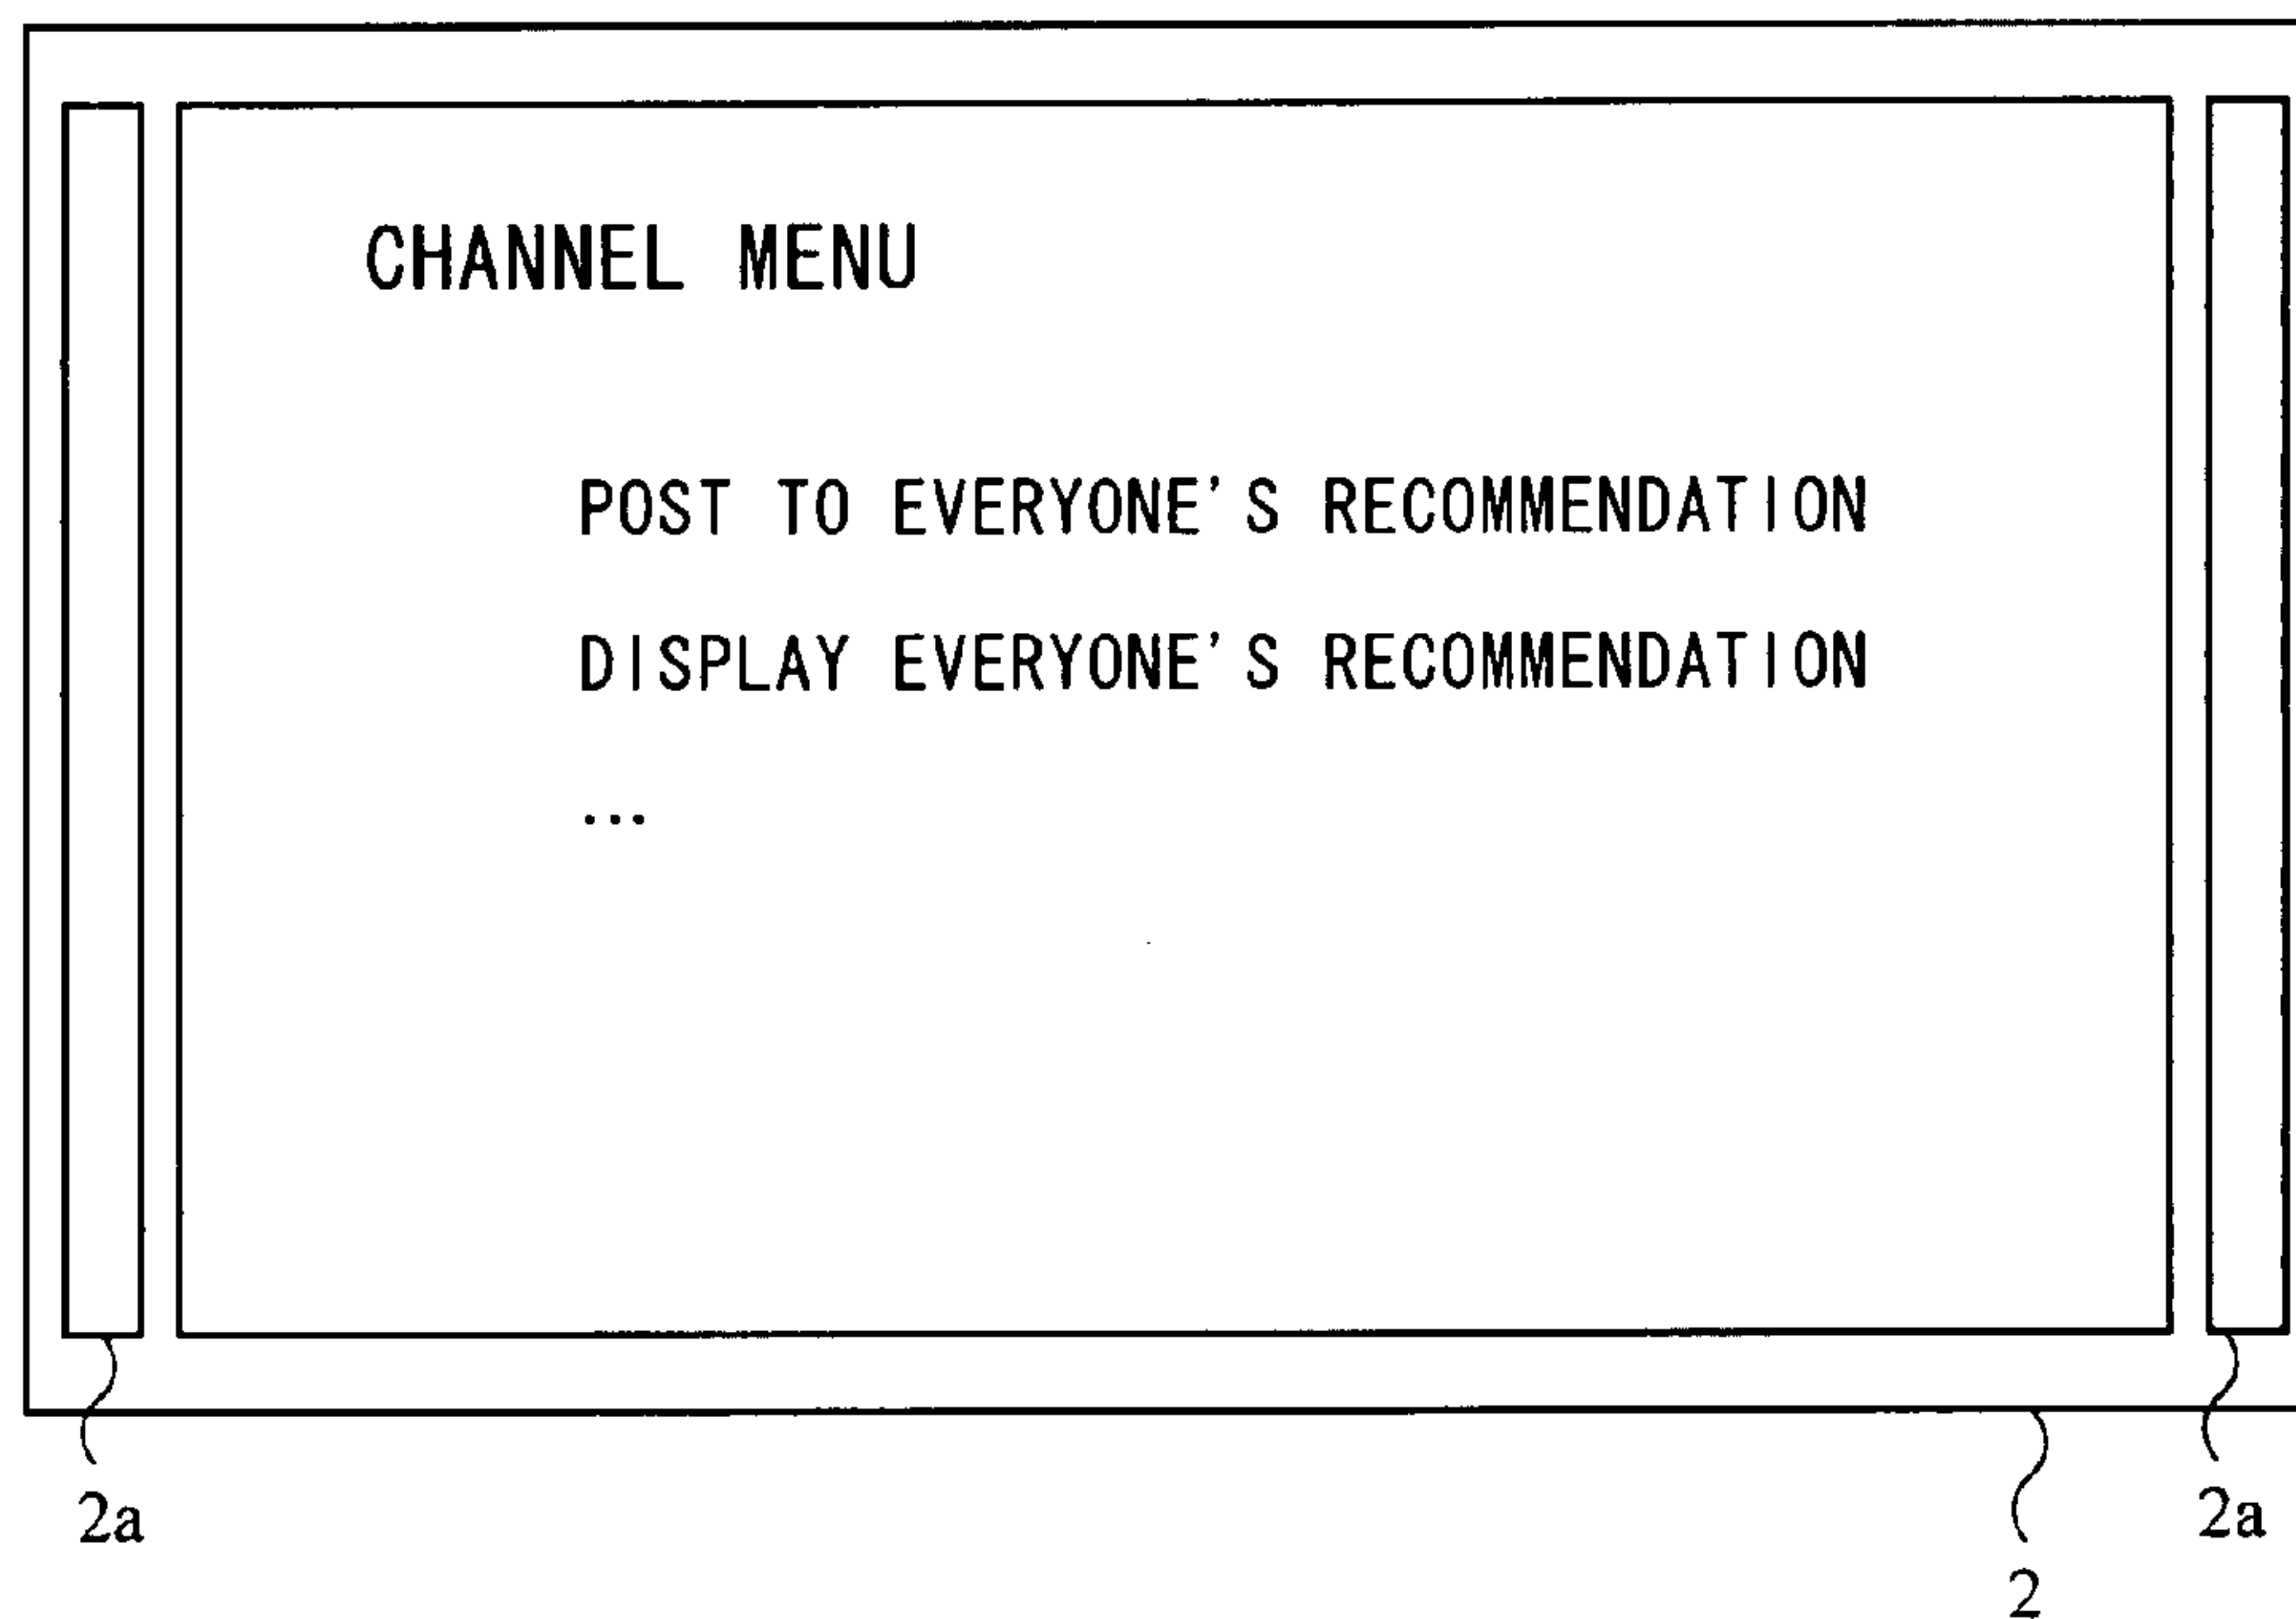 CHANNEL MENU
POST TO EVERYONE'S RECOMMENDATION
DISPLAY EVERYONE'S RECOMMENDATION
...
2a
2a
2